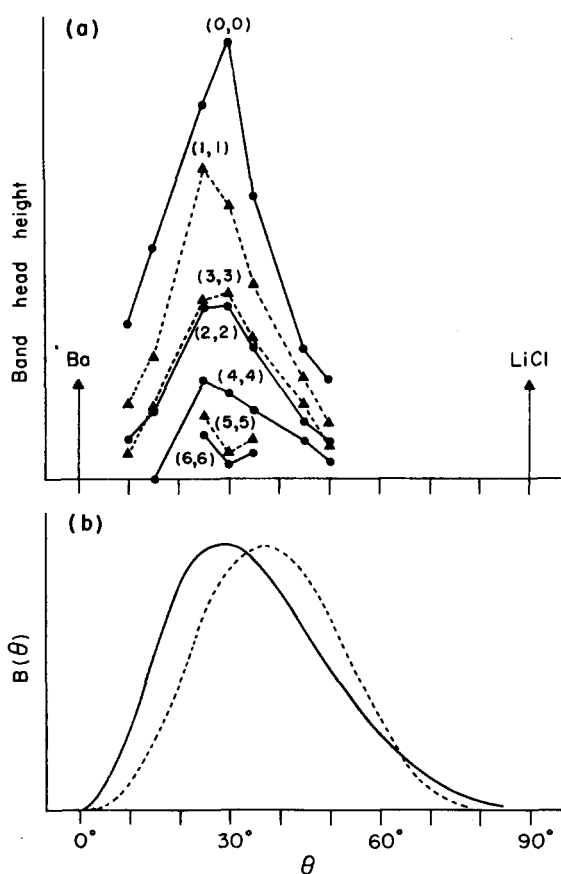 (a)
(0,0)
(1,1)
(3,3)
(2,2)
(4,4)
(5,5)
(6,6)
Ba
LiCl
Band head height
(b)
B(θ)
0° 30° 60° 90°
θ